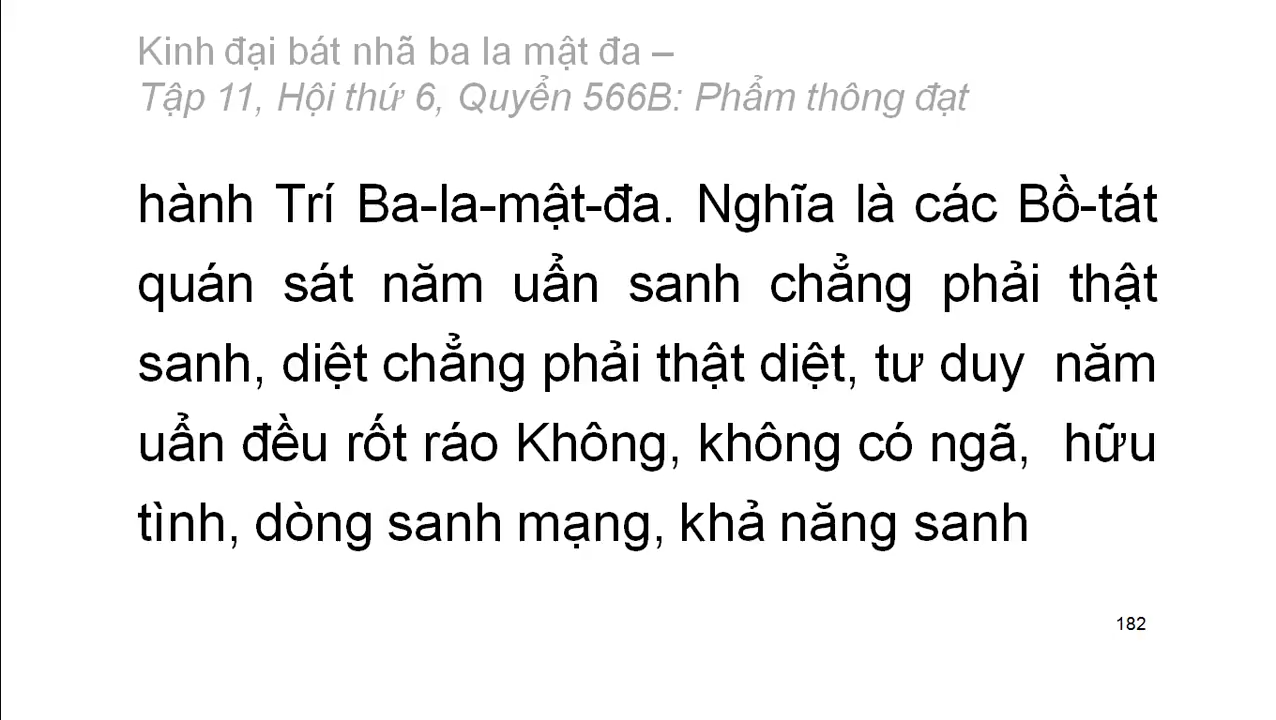 Kinh đại bát nhã ba la mật đa –
Tập 11, Hội thứ 6, Quyển 566B: Phẩm thông đạt
hành Trí Ba-la-mật-đa. Nghĩa là các Bồ-tát
quán sát năm uẩn sanh chẳng phải thật
sanh, diệt chẳng phải thật diệt, tư duy năm
uẩn đều rốt ráo Không, không có ngã, hữu
tình, dòng sanh mạng, khả năng sanh
182